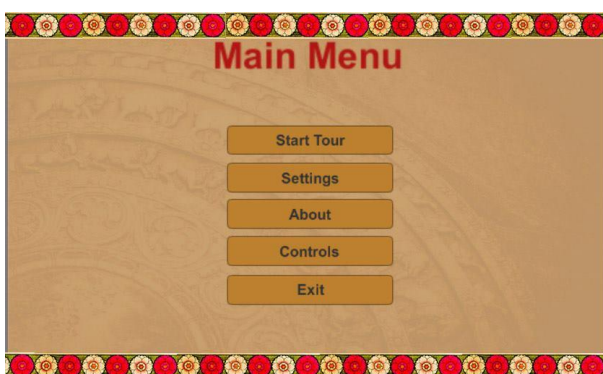 Main Menu
Start Tour
Settings
About
Controls
Exit